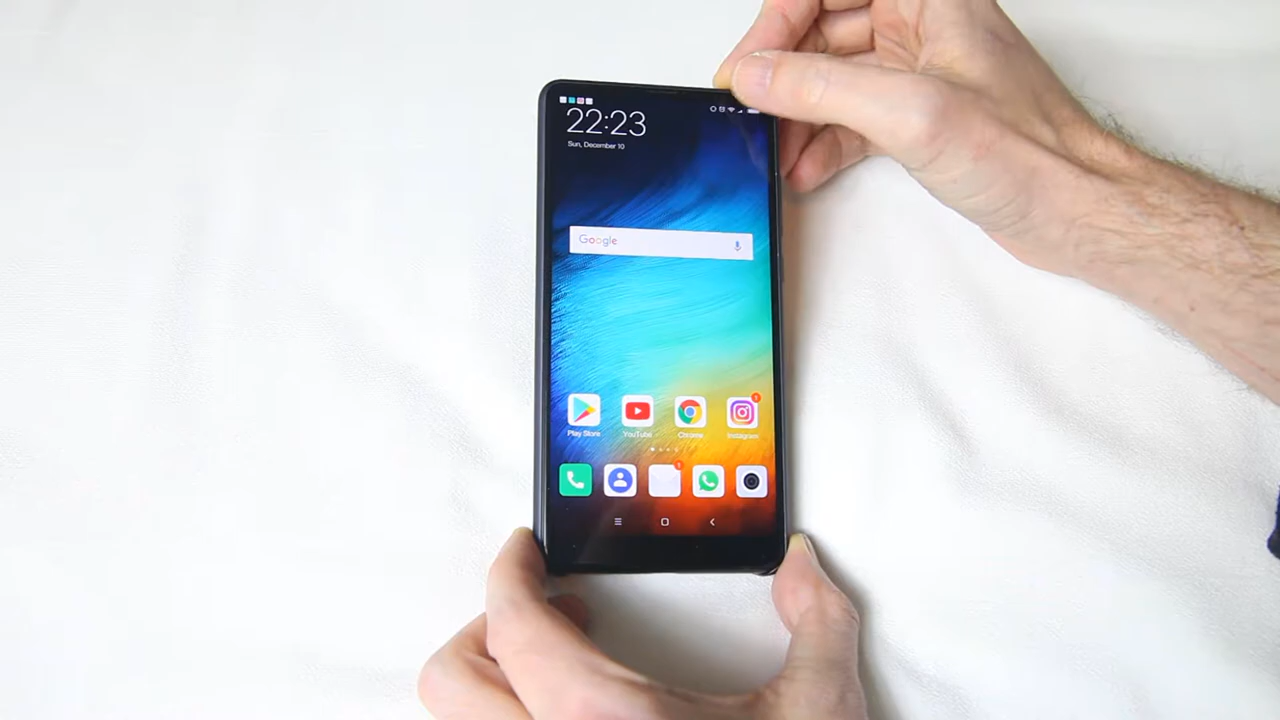 22:23
Sun, December 10
Google
Play Store
YouTube
Chrome
Instagram